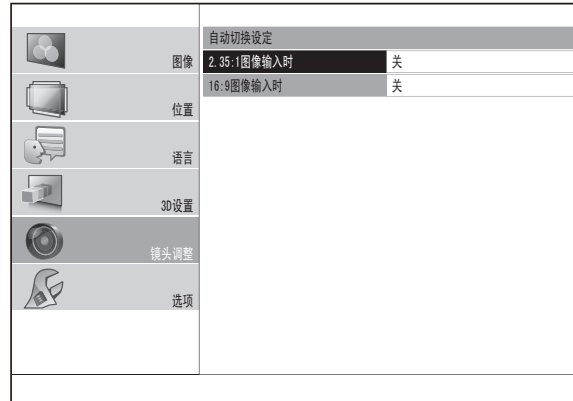 图像
位置
语言
3D设置
镜头调整
选项
自动切换设定
2.35:1图像输入时 关
16:9图像输入时 关